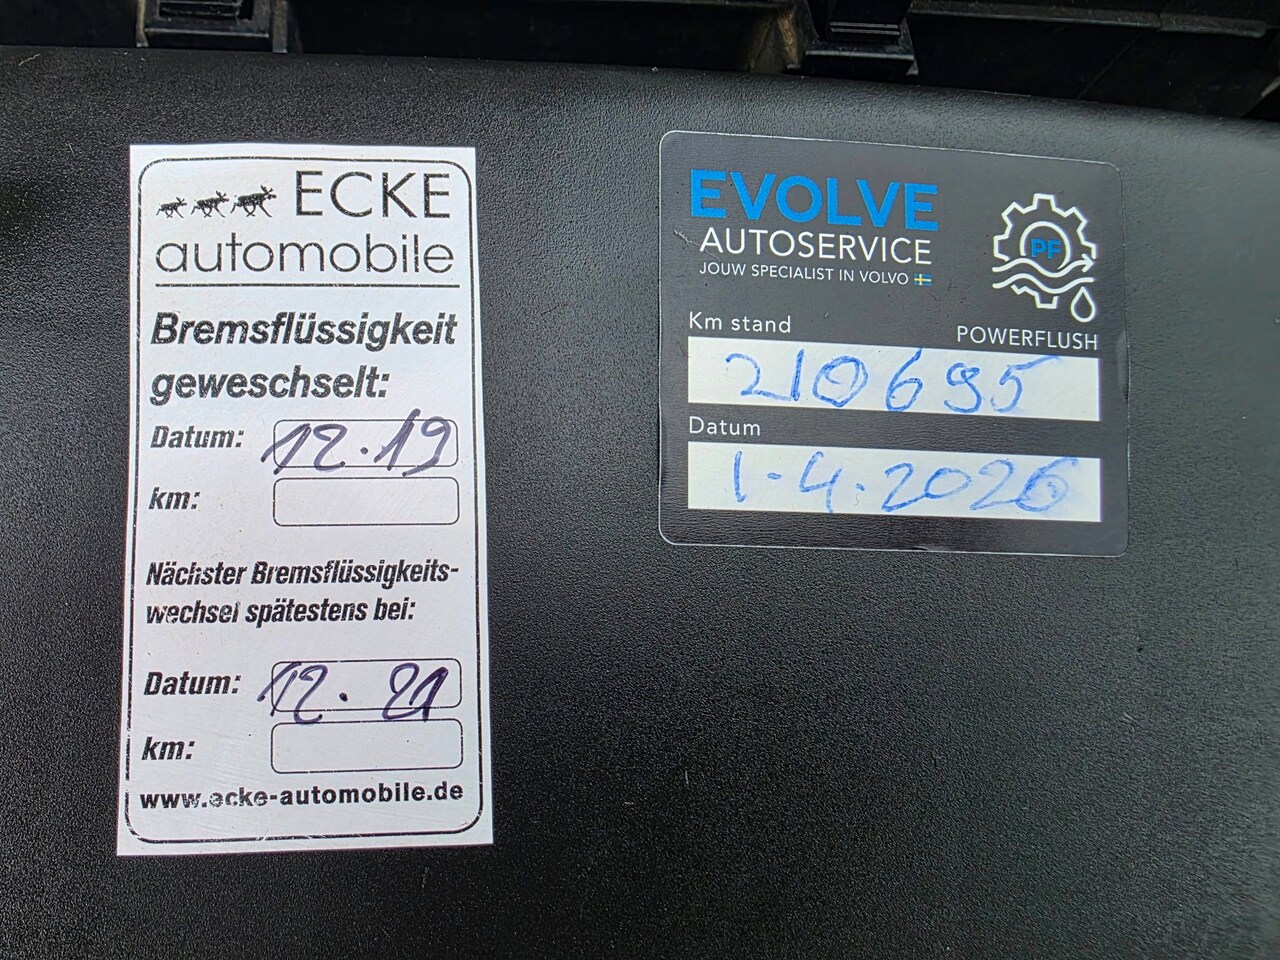 ECKE
automobile
Bremsflüssigkeit
geweschselt:
Datum: 12.19
km:
Nächster Bremsflüssigkeits-
wechsel spätestens bei:
Datum: 12.21
km:
www.ecke-automobile.de
EVOLVE
AUTOSERVICE
JOUW SPECIALIST IN VOLVO
PF
POWERFLUSH
Km stand
210695
Datum
1-4.2026